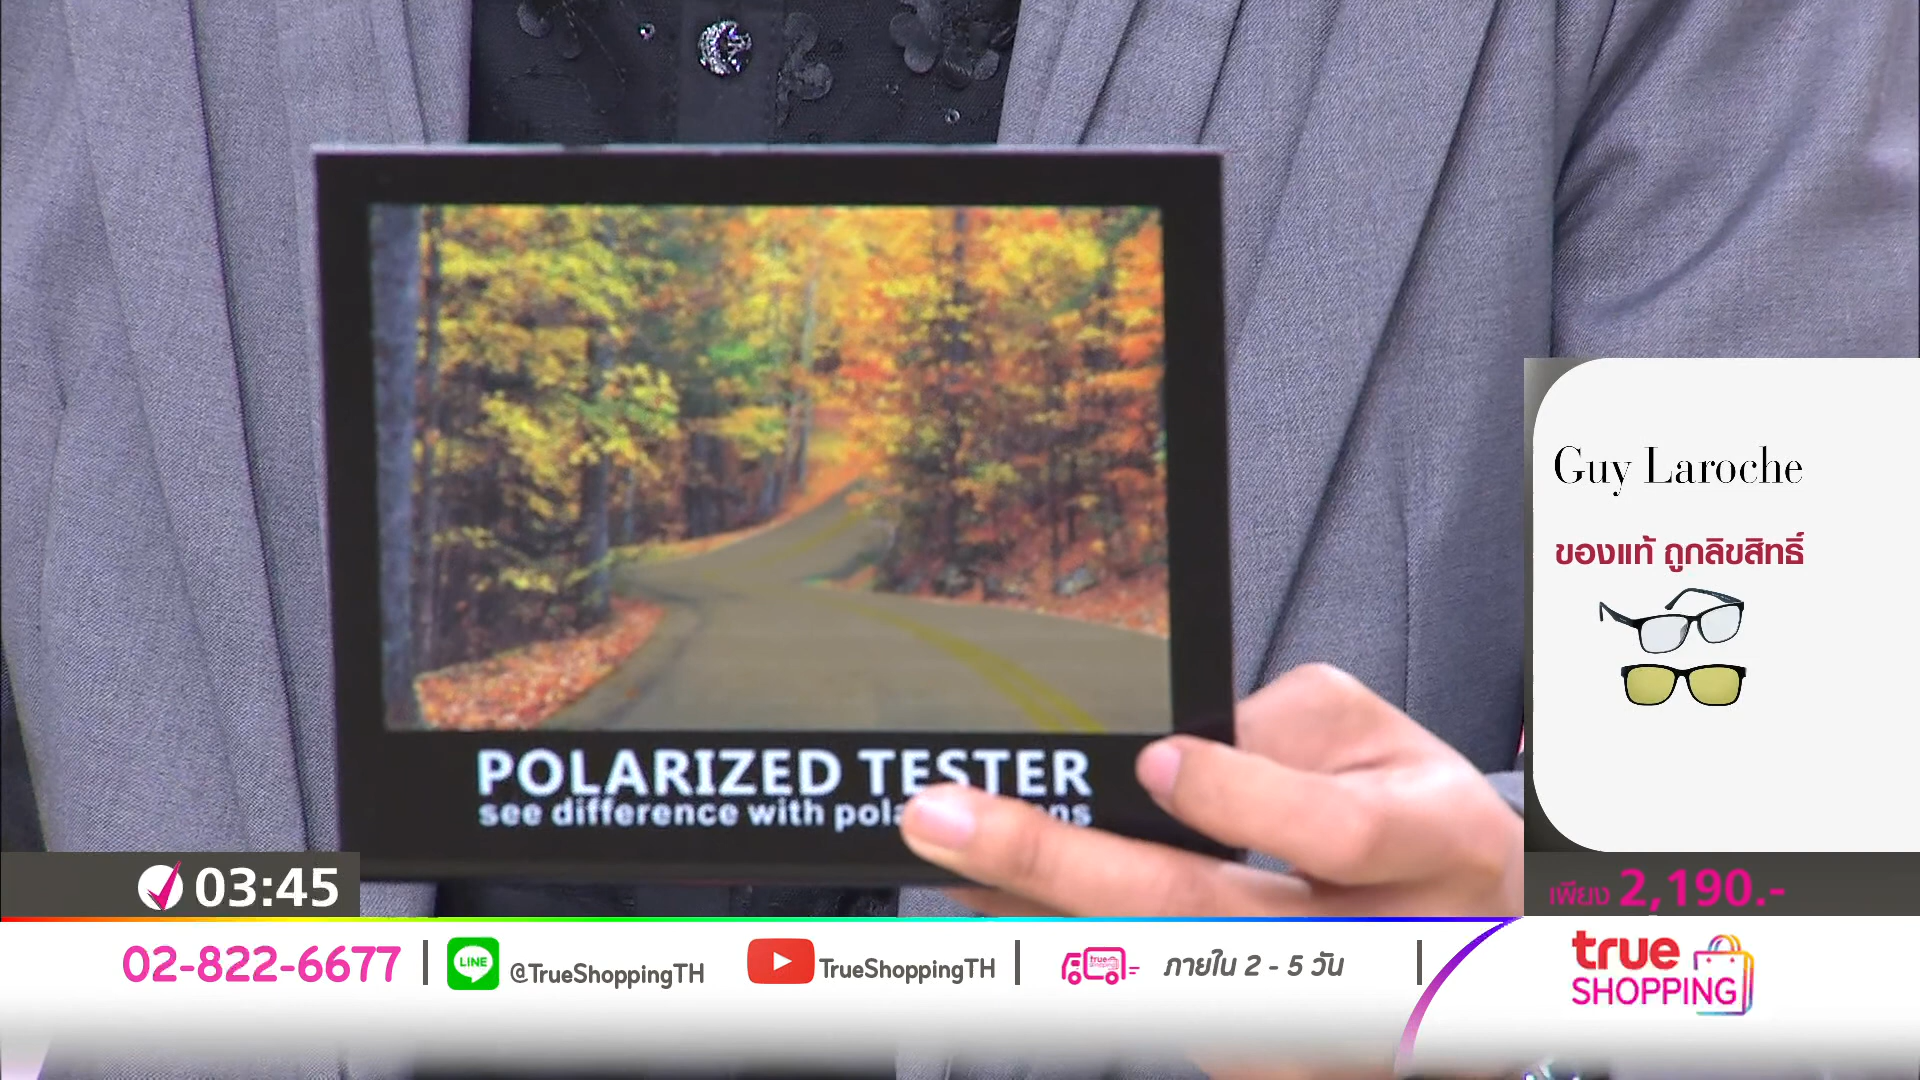 POLARIZED TESTER
see difference with pola
Guy Laroche
ของแท้ ถูกลิขสิทธิ์
เพียง 2,190.-
03:45
02-822-6677
LINE @TrueShoppingTH
TrueShoppingTH
ภายใน 2 - 5 วัน
true
SHOPPING